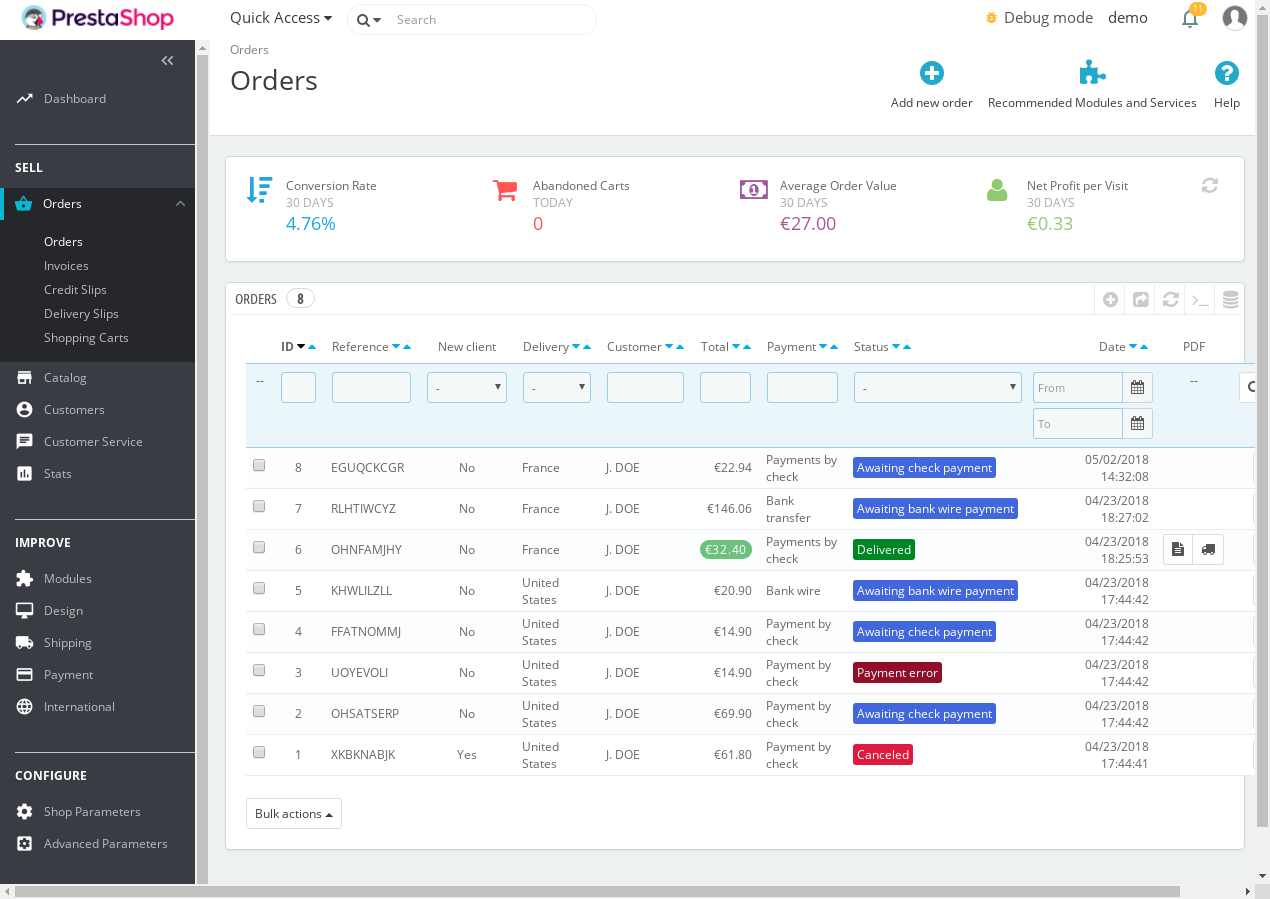 PrestaShop
Quick Access
Search
Debug mode
demo
11
Dashboard
SELL
Orders
Orders
Invoices
Credit Slips
Delivery Slips
Shopping Carts
Catalog
Customers
Customer Service
Stats
IMPROVE
Modules
Design
Shipping
Payment
International
CONFIGURE
Shop Parameters
Advanced Parameters
Orders
Orders
Add new order
Recommended Modules and Services
Help
Conversion Rate
30 DAYS
4.76%
Abandoned Carts
TODAY
0
Average Order Value
30 DAYS
€27.00
Net Profit per Visit
30 DAYS
€0.33
ORDERS 8
ID Reference New client Delivery Customer Total Payment Status Date PDF
-- - - - From --
To
8 EGUQCKCGR No France J. DOE €22.94 Payments by check Awaiting check payment 05/02/2018 14:32:08
7 RLHTIWCYZ No France J. DOE €146.06 Bank transfer Awaiting bank wire payment 04/23/2018 18:27:02
6 OHNFAMJHY No France J. DOE €32.40 Payments by check Delivered 04/23/2018 18:25:53
5 KHWLILZLL No United States J. DOE €20.90 Bank wire Awaiting bank wire payment 04/23/2018 17:44:42
4 FFATNOMMJ No United States J. DOE €14.90 Payment by check Awaiting check payment 04/23/2018 17:44:42
3 UOYEVOLI No United States J. DOE €14.90 Payment by check Payment error 04/23/2018 17:44:42
2 OHSATSERP No United States J. DOE €69.90 Payment by check Awaiting check payment 04/23/2018 17:44:42
1 XKBKNABJK Yes United States J. DOE €61.80 Payment by check Canceled 04/23/2018 17:44:41
Bulk actions